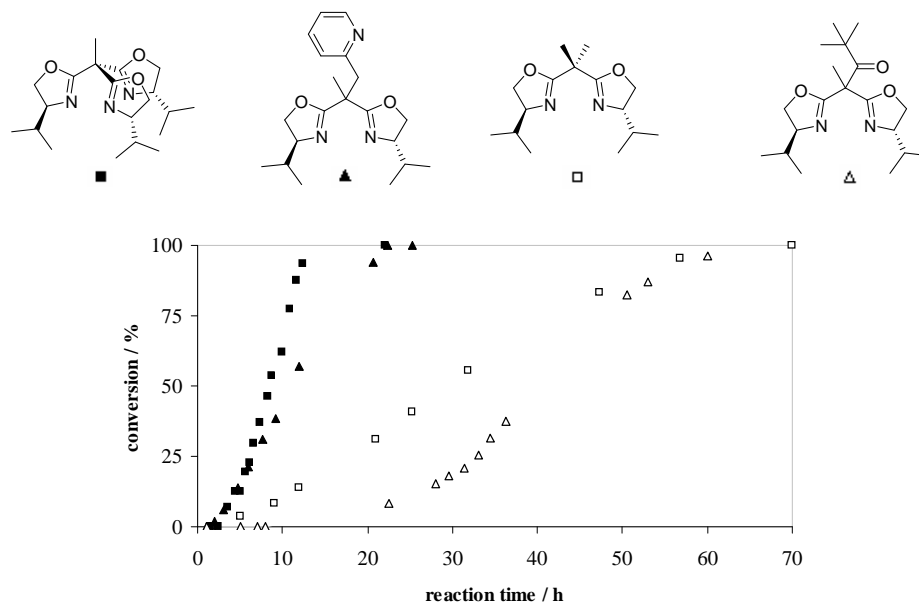 O O O N N N
N O O N N
O O N N
O O O N N
conversion / %
100
75
50
25
0
0 10 20 30 40 50 60 70
reaction time / h